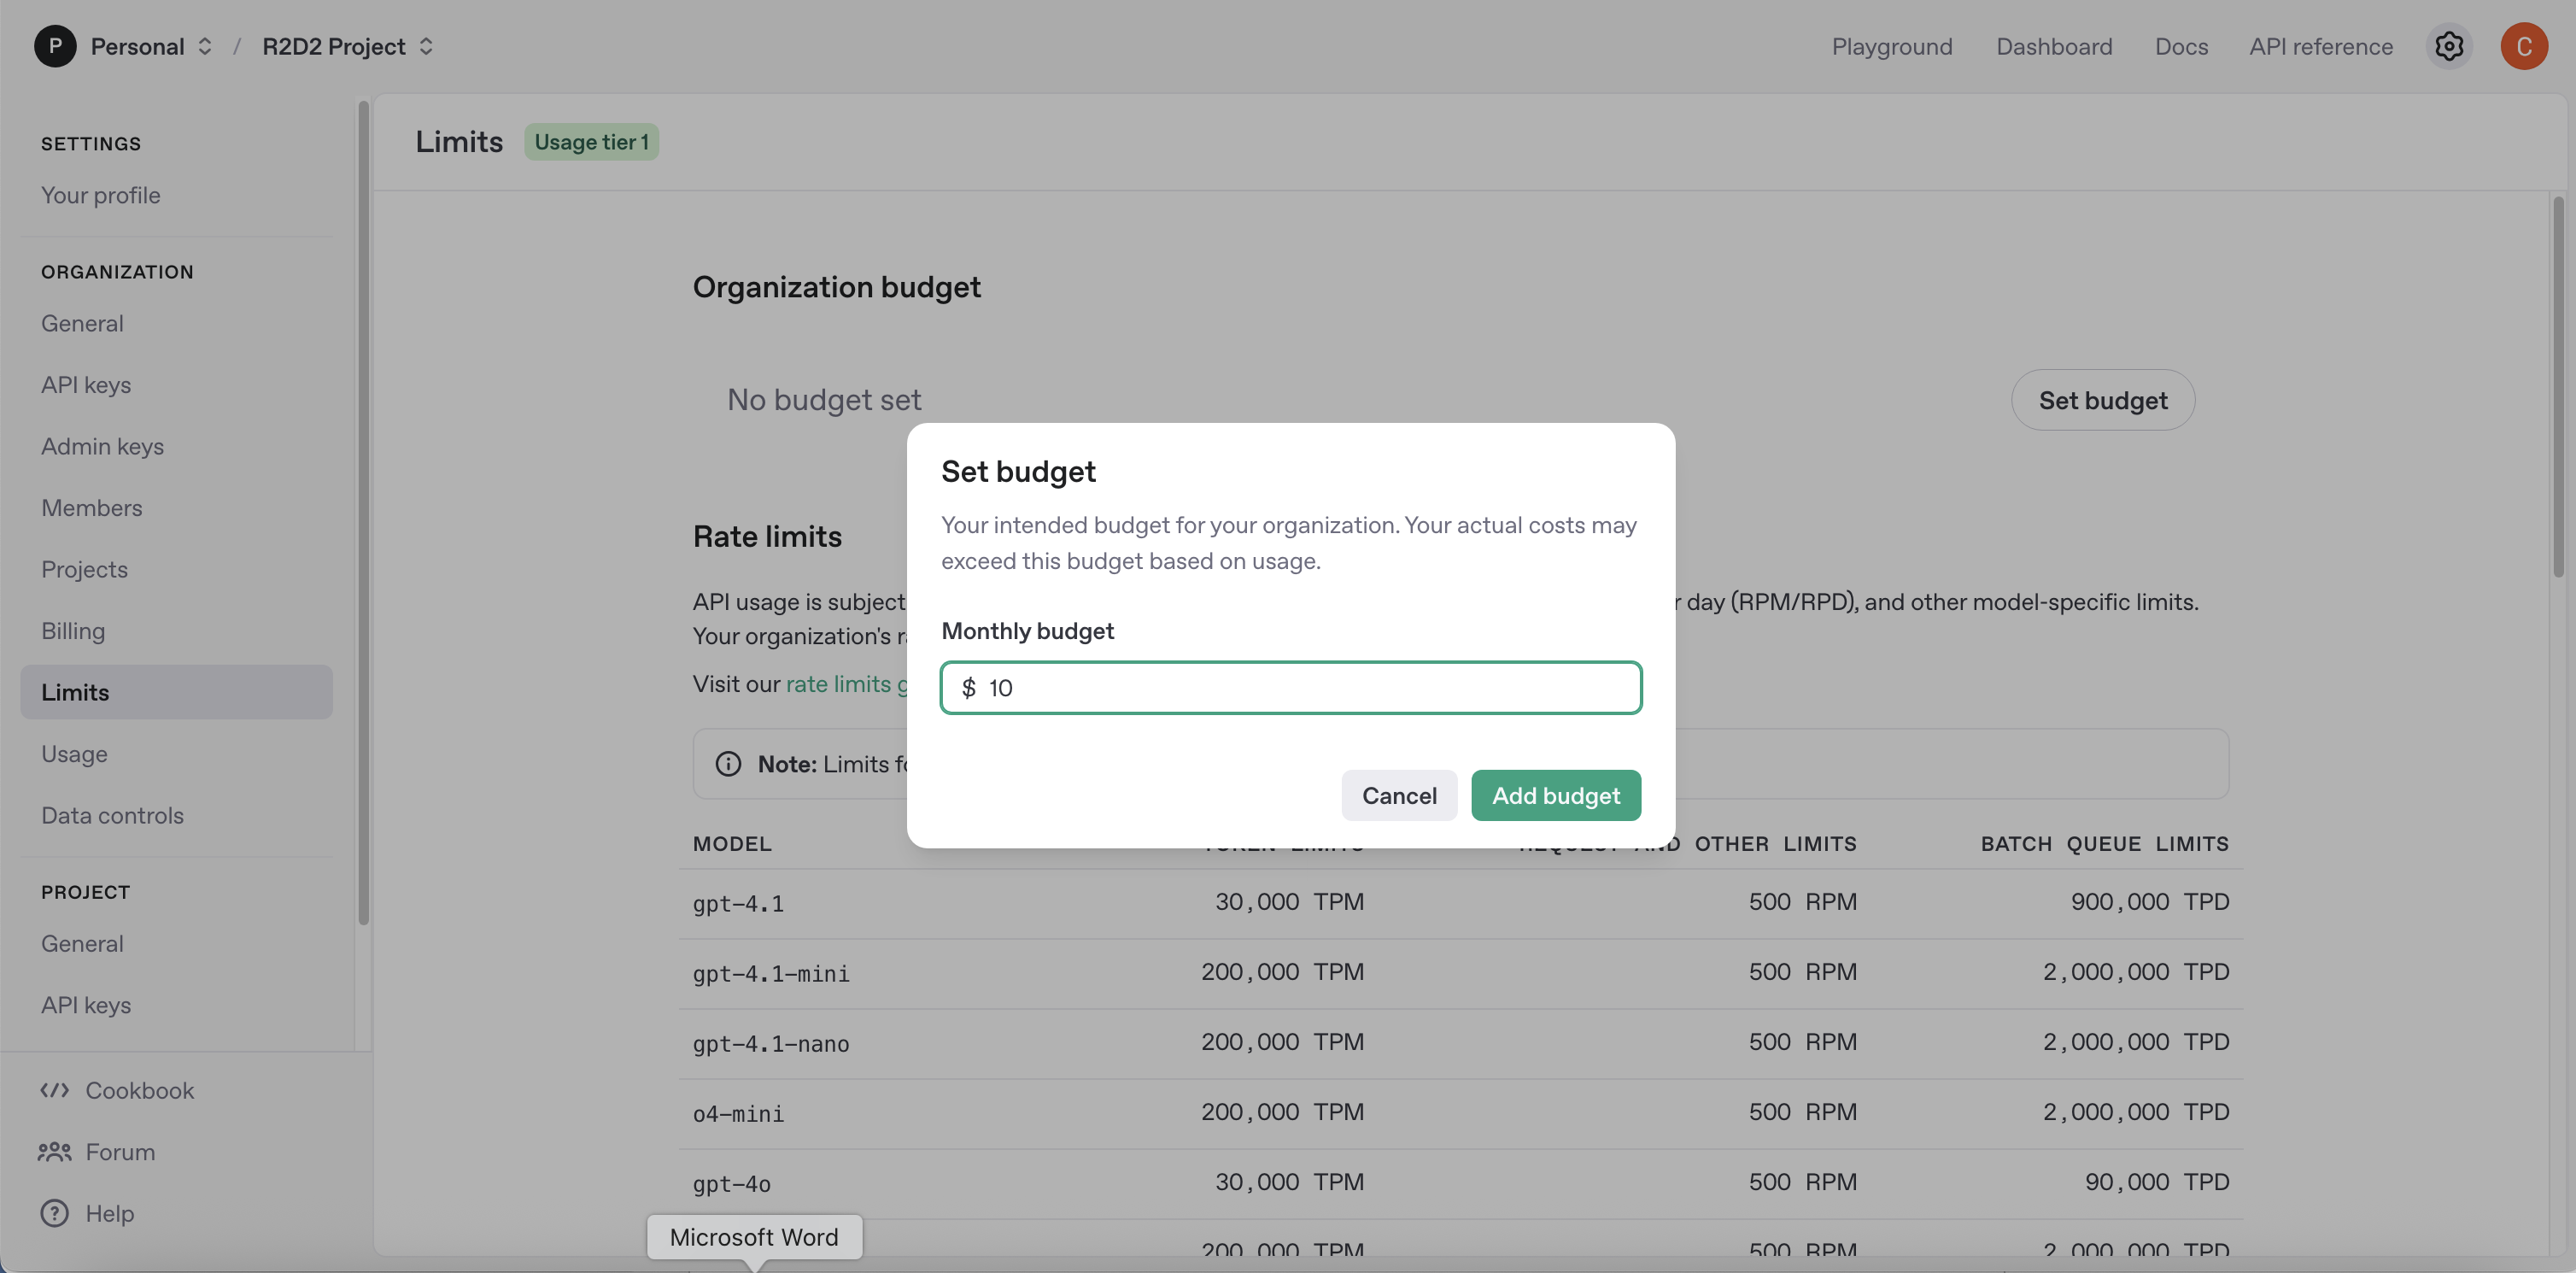 P Personal / R2D2 Project
Playground Dashboard Docs API reference C
SETTINGS
Your profile
ORGANIZATION
General
API keys
Admin keys
Members
Projects
Billing
Limits
Usage
Data controls
PROJECT
General
API keys
Cookbook
Forum
Help
Limits Usage tier 1
Organization budget
No budget set Set budget
Set budget
Your intended budget for your organization. Your actual costs may
exceed this budget based on usage.
Monthly budget
$ 10
Cancel Add budget
Rate limits
API usage is subject day (RPM/RPD), and other model-specific limits.
Your organization's
Visit our rate limits
Note: Limits
MODEL TOKEN LIMITS REQUEST AND OTHER LIMITS BATCH QUEUE LIMITS
gpt-4.1 30,000 TPM 500 RPM 900,000 TPD
gpt-4.1-mini 200,000 TPM 500 RPM 2,000,000 TPD
gpt-4.1-nano 200,000 TPM 500 RPM 2,000,000 TPD
o4-mini 200,000 TPM 500 RPM 2,000,000 TPD
gpt-4o 30,000 TPM 500 RPM 90,000 TPD
200,000 TPM 500 RPM 2,000,000 TPD
Microsoft Word